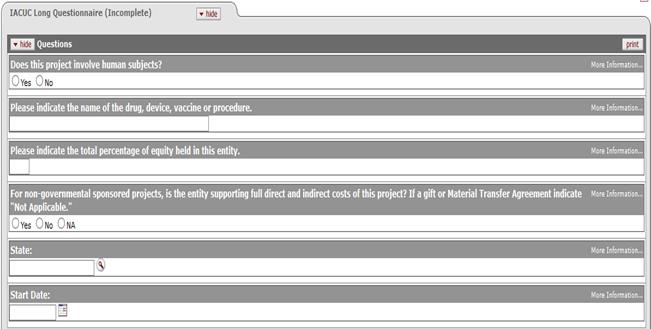 IACUC Long Questionnaire (Incomplete) hide
hide Questions print
Does this project involve human subjects? More Information...
Yes No
Please indicate the name of the drug, device, vaccine or procedure. More Information...
Please indicate the total percentage of equity held in this entity. More Information...
For non-governmental sponsored projects, is the entity supporting full direct and indirect costs of this project? If a gift or Material Transfer Agreement indicate More Information...
"Not Applicable."
Yes No NA
State: More Information...
Start Date: More Information...